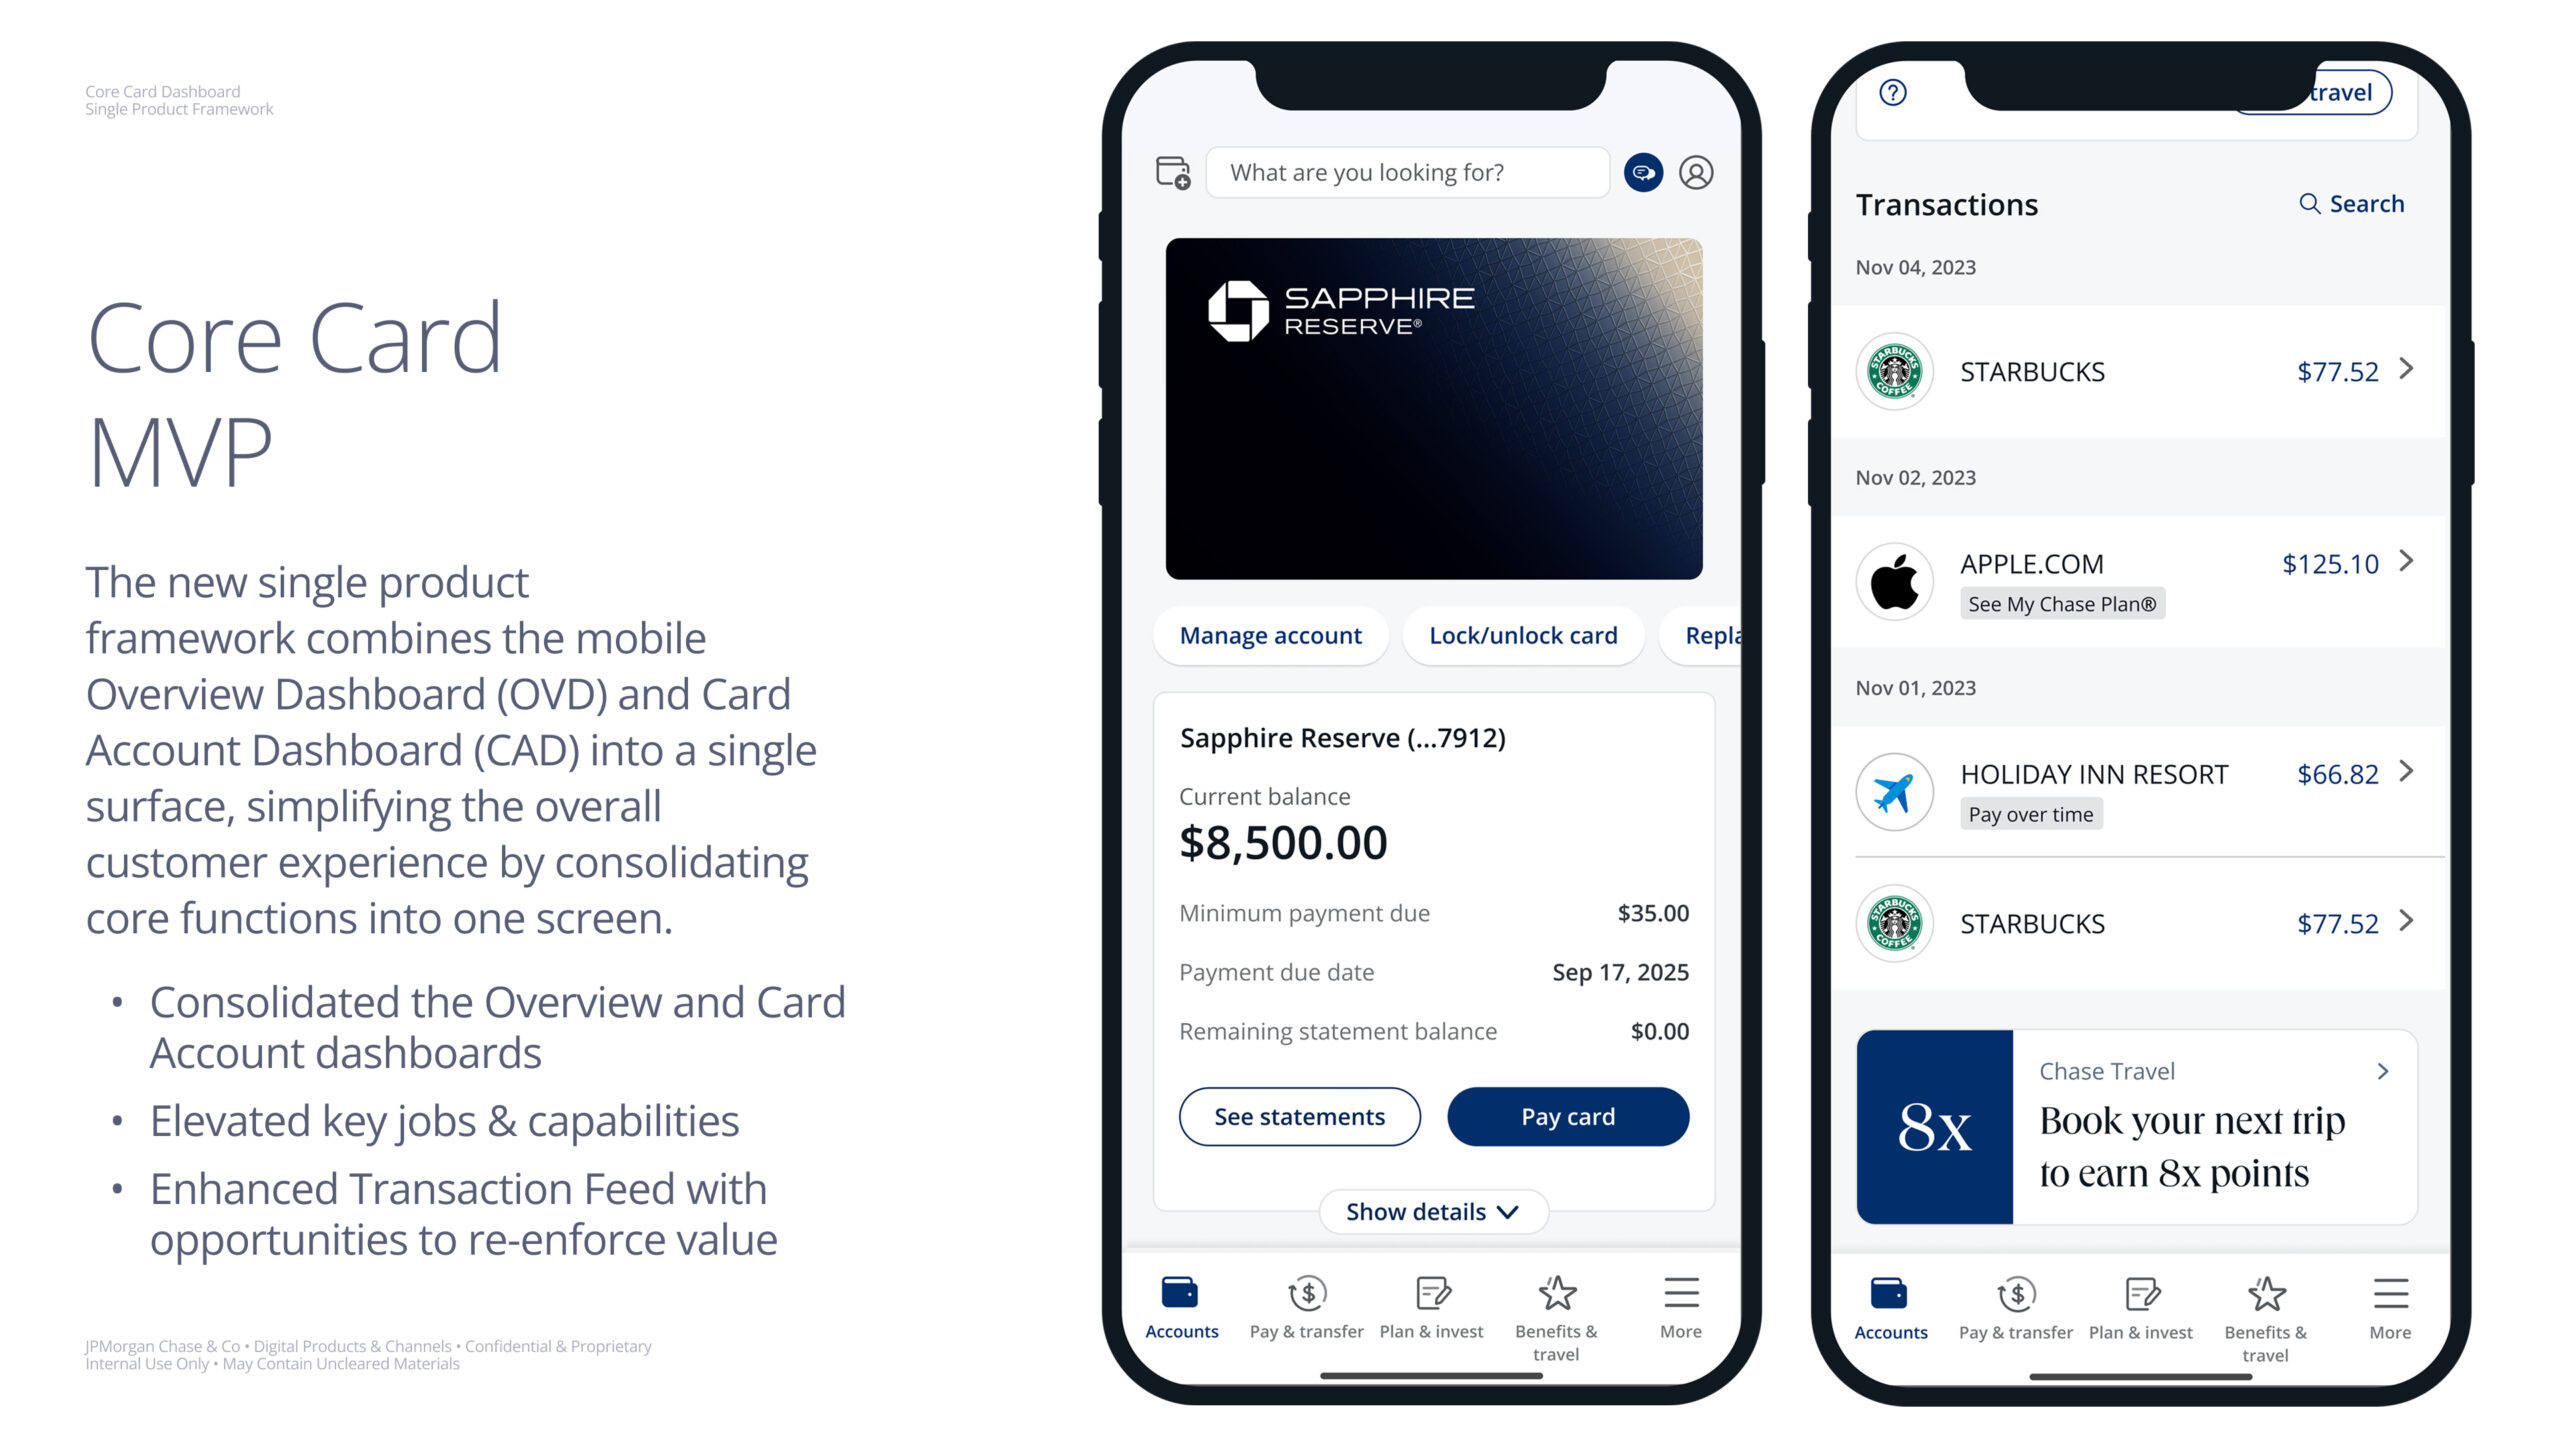 Core Card Dashboard
Single Product Framework
Core Card
MVP
The new single product
framework combines the mobile
Overview Dashboard (OVD) and Card
Account Dashboard (CAD) into a single
surface, simplifying the overall
customer experience by consolidating
core functions into one screen.
• Consolidated the Overview and Card
Account dashboards
• Elevated key jobs & capabilities
• Enhanced Transaction Feed with
opportunities to re-enforce value
JPMorgan Chase & Co • Digital Products & Channels • Confidential & Proprietary
Internal Use Only • May Contain Uncleared Materials
What are you looking for?
SAPPHIRE
RESERVE®
Manage account Lock/unlock card Repla
Sapphire Reserve (...7912)
Current balance
$8,500.00
Minimum payment due $35.00
Payment due date Sep 17, 2025
Remaining statement balance $0.00
See statements Pay card
Show details
Accounts Pay & transfer Plan & invest Benefits & travel More
? travel
Transactions Search
Nov 04, 2023
STARBUCKS COFFEE STARBUCKS $77.52
Nov 02, 2023
APPLE.COM $125.10
See My Chase Plan®
Nov 01, 2023
HOLIDAY INN RESORT $66.82
Pay over time
STARBUCKS COFFEE STARBUCKS $77.52
8x
Chase Travel
Book your next trip
to earn 8x points
Accounts Pay & transfer Plan & invest Benefits & travel More